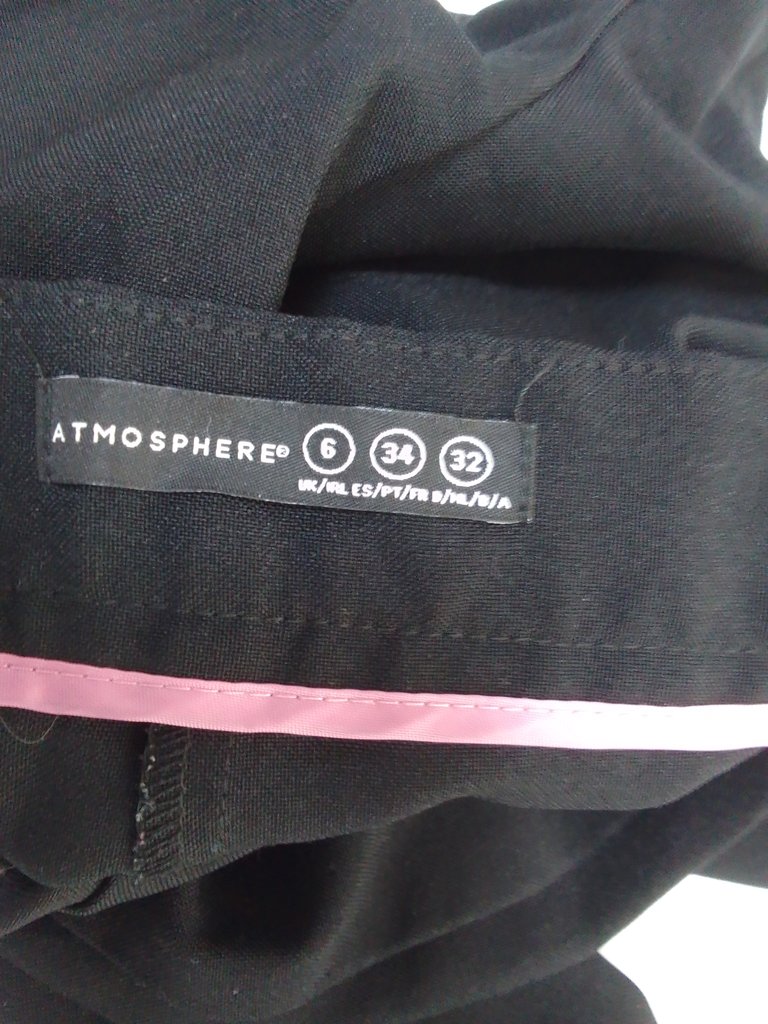 ATMOSPHERE® 6 34 32
UK/IRL ES/PT/FR D/NL/B/A